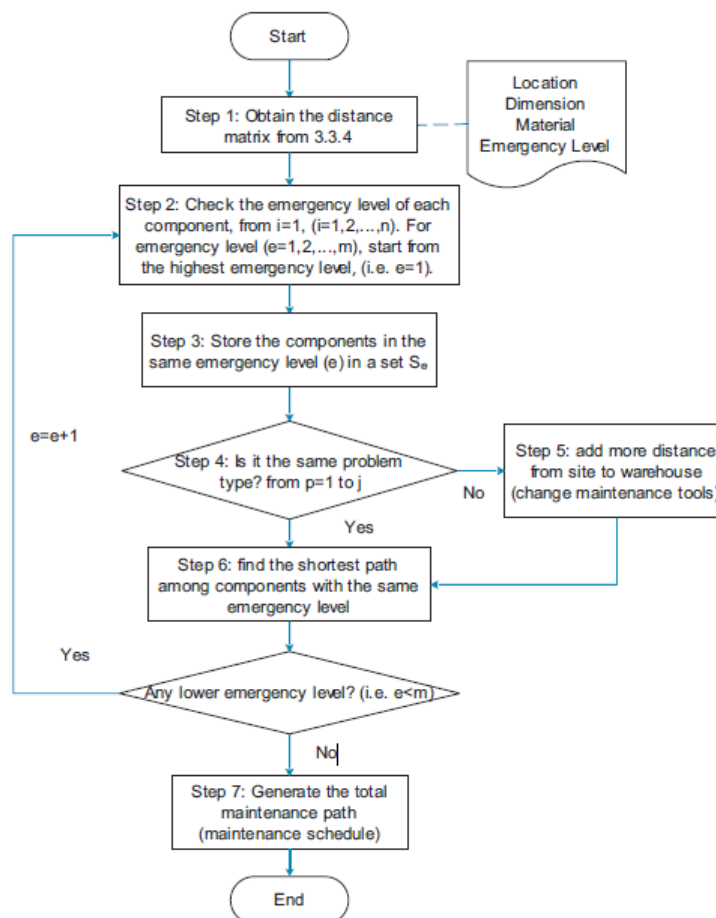 Start
Step 1: Obtain the distance
matrix from 3.3.4
Location
Dimension
Material
Emergency Level
Step 2: Check the emergency level of each
component, from i=1, (i=1,2,...,n). For
emergency level (e=1,2,...,m), start from
the highest emergency level, (i.e. e=1).
Step 3: Store the components in the
same emergency level (e) in a set Sₑ
e=e+1
Step 4: Is it the same problem
type? from p=1 to j
No
Step 5: add more distance
from site to warehouse
(change maintenance tools)
Yes
Step 6: find the shortest path
among components with the same
emergency level
Yes
Any lower emergency level? (i.e. e<m)
No
Step 7: Generate the total
maintenance path
(maintenance schedule)
End